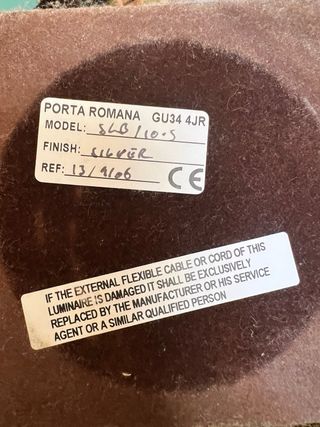 PORTA ROMANA GU34 4JR
MODEL: SLB/10.S
FINISH: SILVER
REF: 13/9/06 CE
IF THE EXTERNAL FLEXIBLE CABLE OR CORD OF THIS
LUMINAIRE IS DAMAGED IT SHALL BE EXCLUSIVELY
REPLACED BY THE MANUFACTURER OR HIS SERVICE
AGENT OR A SIMILAR QUALIFIED PERSON